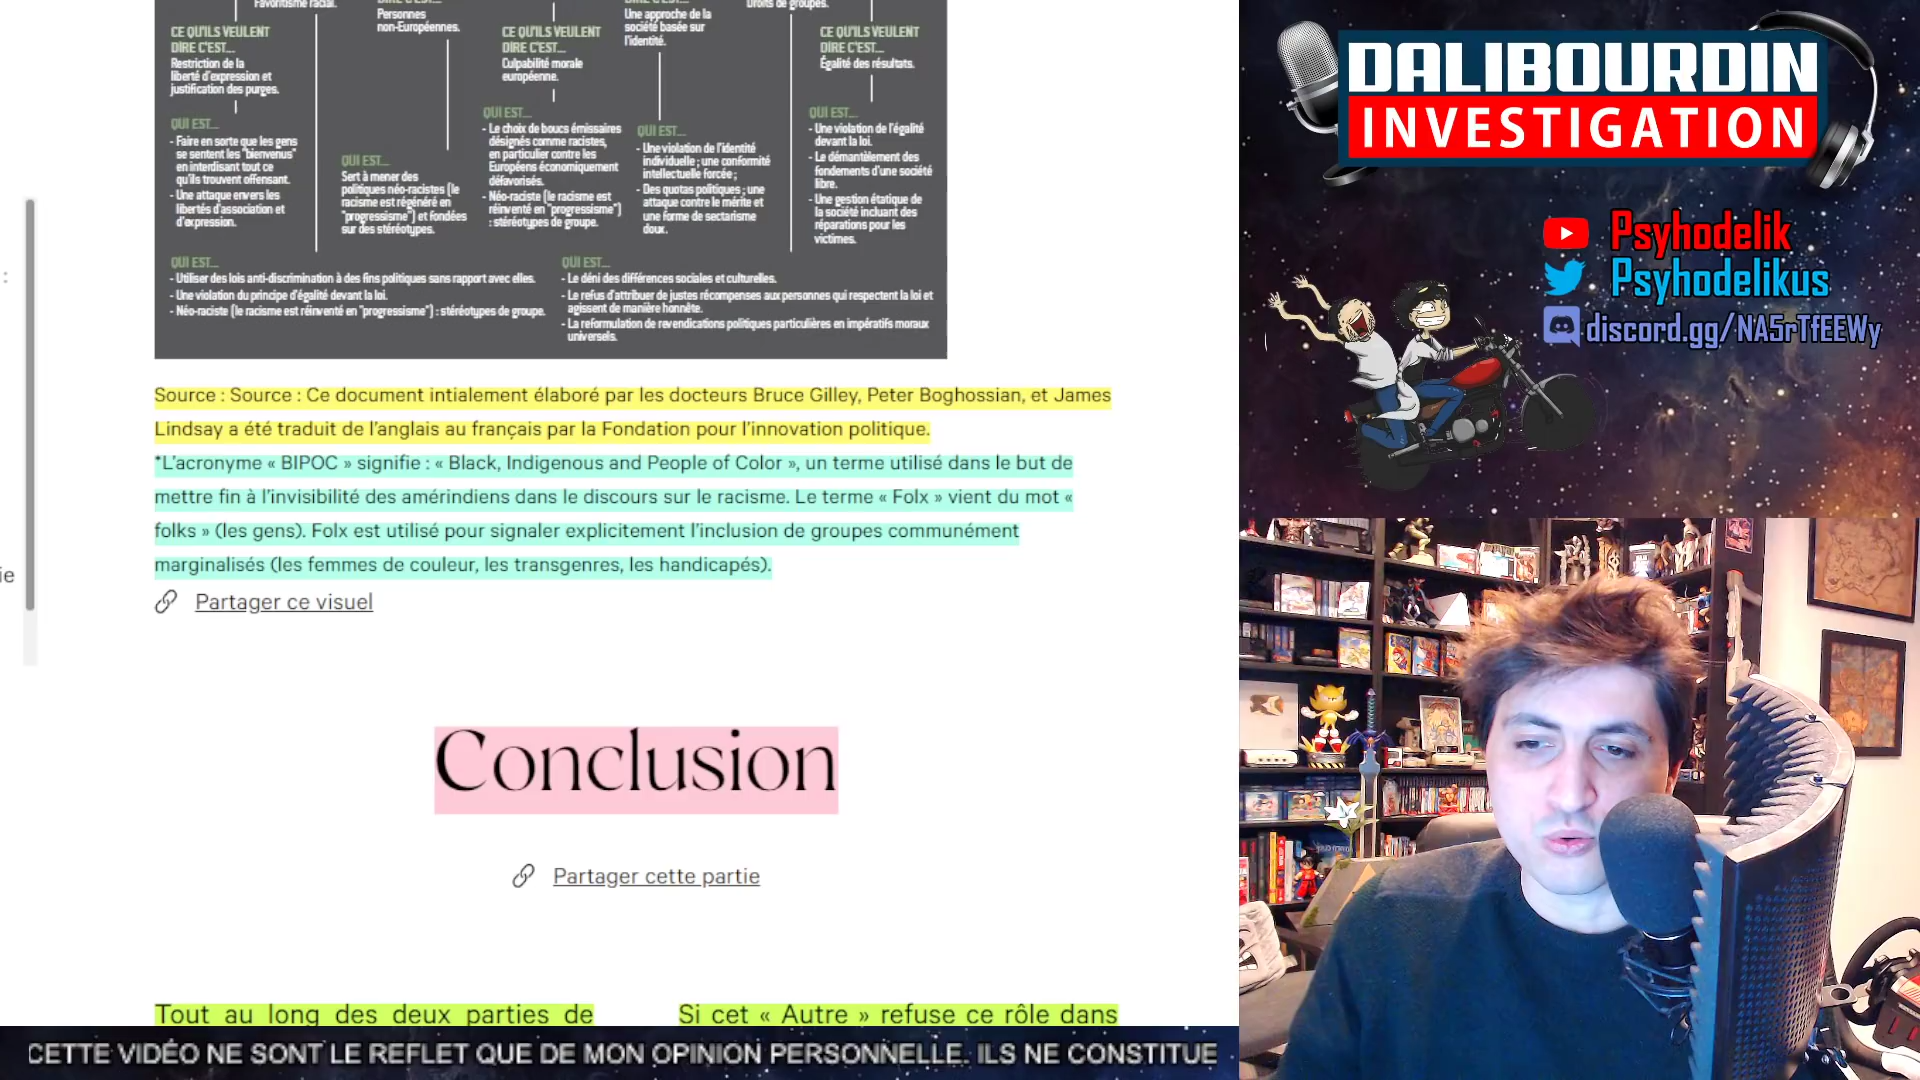 Favoritisme racial.
CE QU'ILS VEULENT
DIRE C'EST...
Restriction de la
liberté d'expression et
justification des purges.
QUI EST...
- Faire en sorte que les gens
se sentent les "bienvenus"
en interdisant tout ce
qu'ils trouvent offensant.
- Une attaque envers les
libertés d'association et
d'expression.
DIRE C'EST...
Personnes
non-Européennes.
QUI EST...
Sert à mener des
politiques néo-racistes (le
racisme est régénéré en
"progressisme") et fondées
sur des stéréotypes.
CE QU'ILS VEULENT
DIRE C'EST...
Culpabilité morale
européenne.
QUI EST...
- Le choix de boucs émissaires
désignés comme racistes,
en particulier contre les
Européens économiquement
défavorisés.
- Néo-raciste (le racisme est
réinventé en "progressisme")
: stéréotypes de groupe.
DIRE C'EST...
Une approche de la
société basée sur
l'identité.
QUI EST...
- Une violation de l'identité
individuelle ; une conformité
intellectuelle forcée ;
- Des quotas politiques ; une
attaque contre le mérite et
une forme de sectarisme
doux.
Droits de groupes.
CE QU'ILS VEULENT
DIRE C'EST...
Égalité des résultats.
QUI EST...
- Une violation de l'égalité
devant la loi.
- Le démantèlement des
fondements d'une société
libre.
- Une gestion étatique de
la société incluant des
réparations pour les
victimes.
QUI EST...
- Utiliser des lois anti-discrimination à des fins politiques sans rapport avec elles.
- Une violation du principe d'égalité devant la loi.
- Néo-raciste (le racisme est réinventé en "progressisme") : stéréotypes de groupe.
QUI EST...
- Le déni des différences sociales et culturelles.
- Le refus d'attribuer de justes récompenses aux personnes qui respectent la loi et
agissent de manière honnête.
- La reformulation de revendications politiques particulières en impératifs moraux
universels.
:
ie
Source : Source : Ce document intialement élaboré par les docteurs Bruce Gilley, Peter Boghossian, et James
Lindsay a été traduit de l'anglais au français par la Fondation pour l'innovation politique.
*L'acronyme « BIPOC » signifie : « Black, Indigenous and People of Color », un terme utilisé dans le but de
mettre fin à l'invisibilité des amérindiens dans le discours sur le racisme. Le terme « Folx » vient du mot «
folks » (les gens). Folx est utilisé pour signaler explicitement l'inclusion de groupes communément
marginalisés (les femmes de couleur, les transgenres, les handicapés).
Partager ce visuel
Conclusion
Partager cette partie
Tout au long des deux parties de
Si cet « Autre » refuse ce rôle dans
CETTE VIDÉO NE SONT LE REFLET QUE DE MON OPINION PERSONNELLE. ILS NE CONSTITUE
DALIBOURDIN
INVESTIGATION
Psyhodelik
Psyhodelikus
discord.gg/NA5rTfEEWy